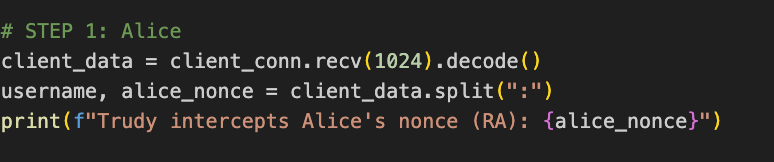 # STEP 1: Alice
client_data = client_conn.recv(1024).decode()
username, alice_nonce = client_data.split(":")
print(f"Trudy intercepts Alice's nonce (RA): {alice_nonce}")